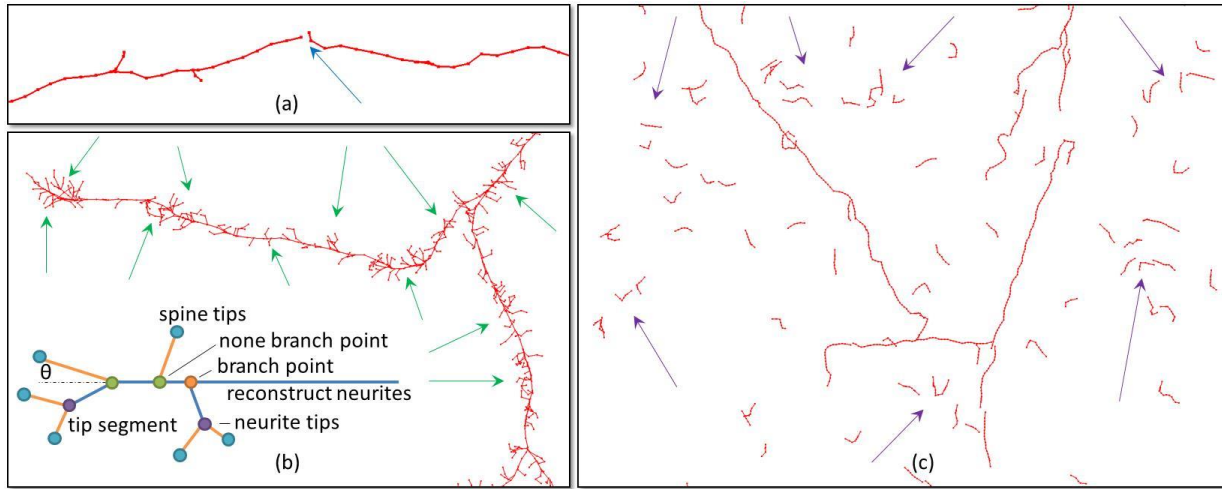 (a)
spine tips
none branch point
branch point
θ
reconstruct neurites
tip segment
neurite tips
(b)
(c)